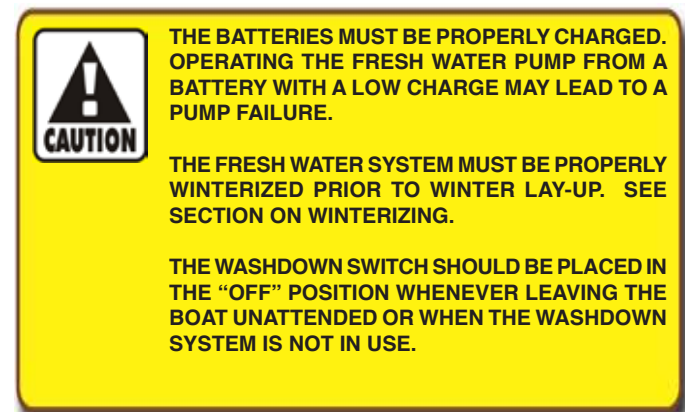 CAUTION
THE BATTERIES MUST BE PROPERLY CHARGED.
OPERATING THE FRESH WATER PUMP FROM A
BATTERY WITH A LOW CHARGE MAY LEAD TO A
PUMP FAILURE.
THE FRESH WATER SYSTEM MUST BE PROPERLY
WINTERIZED PRIOR TO WINTER LAY-UP. SEE
SECTION ON WINTERIZING.
THE WASHDOWN SWITCH SHOULD BE PLACED IN
THE “OFF” POSITION WHENEVER LEAVING THE
BOAT UNATTENDED OR WHEN THE WASHDOWN
SYSTEM IS NOT IN USE.